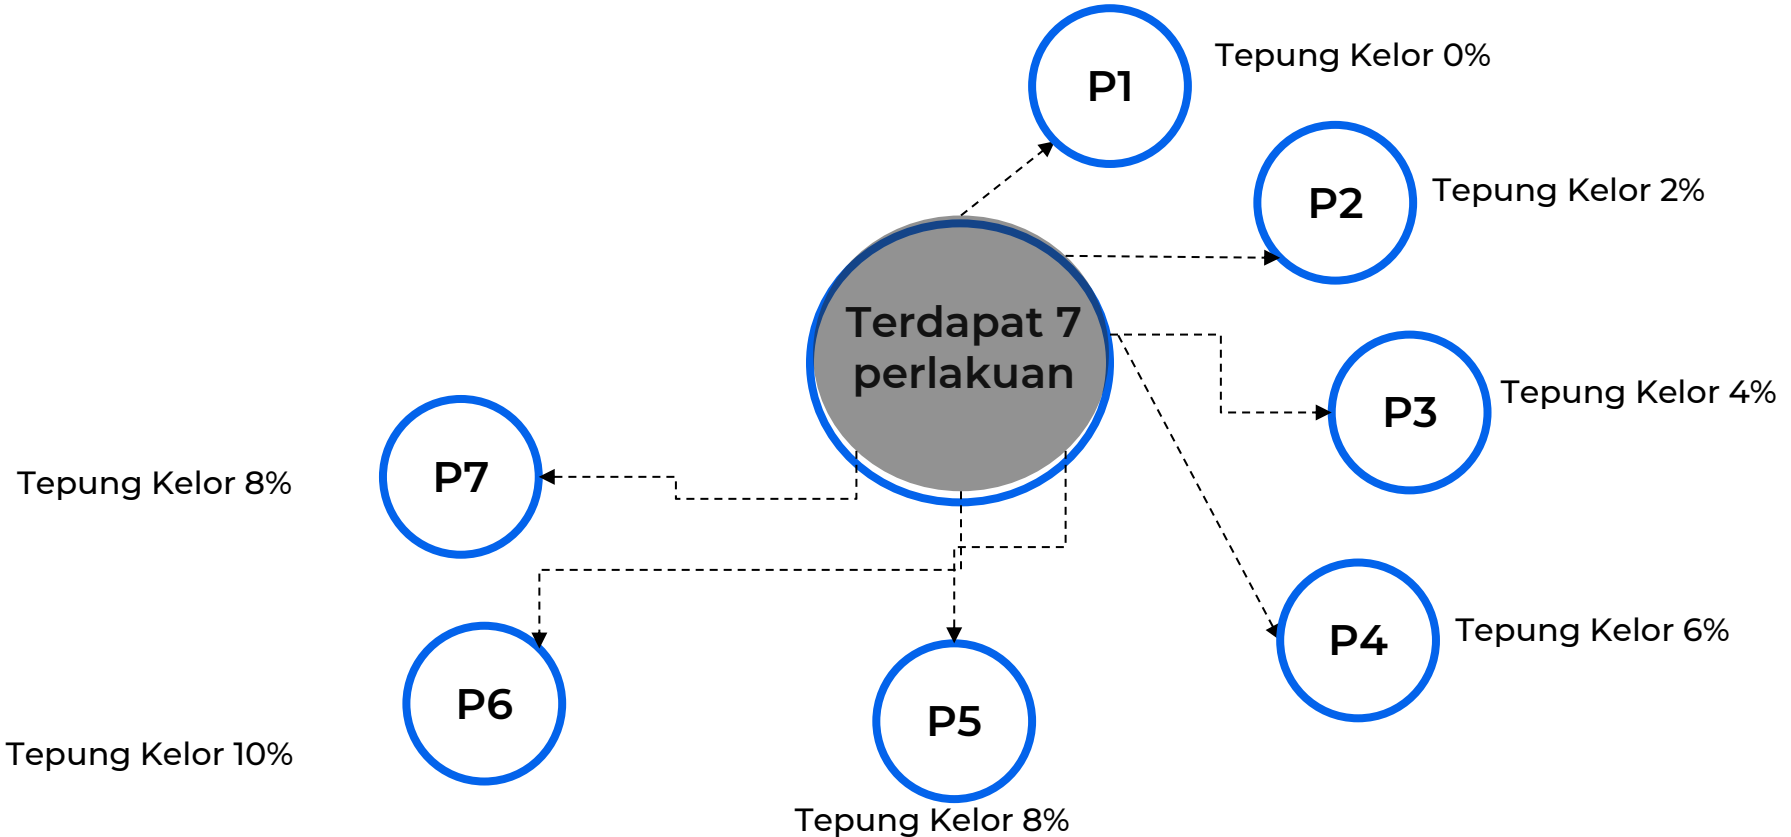 P1
Tepung Kelor 0%
P2
Tepung Kelor 2%
Terdapat 7
perlakuan
P3
Tepung Kelor 4%
P7
Tepung Kelor 8%
P4
Tepung Kelor 6%
P6
Tepung Kelor 10%
P5
Tepung Kelor 8%